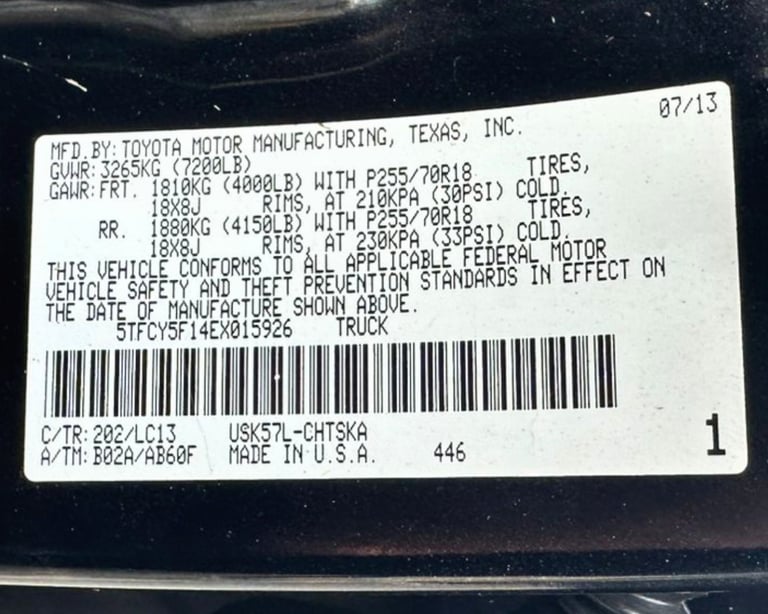 07/13
MFD.BY:TOYOTA MOTOR MANUFACTURING, TEXAS, INC.
GVWR:3265KG (7200LB)
GAWR:FRT. 1810KG (4000LB) WITH P255/70R18 TIRES,
18X8J RIMS, AT 210KPA (30PSI) COLD.
RR. 1880KG (4150LB) WITH P255/70R18 TIRES,
18X8J RIMS, AT 230KPA (33PSI) COLD.
THIS VEHICLE CONFORMS TO ALL APPLICABLE FEDERAL MOTOR
VEHICLE SAFETY AND THEFT PREVENTION STANDARDS IN EFFECT ON
THE DATE OF MANUFACTURE SHOWN ABOVE.
5TFCY5F14EX015926 TRUCK
C/TR:202/LC13 USK57L-CHTSKA
A/TM:B02A/AB60F MADE IN U.S.A. 446
1